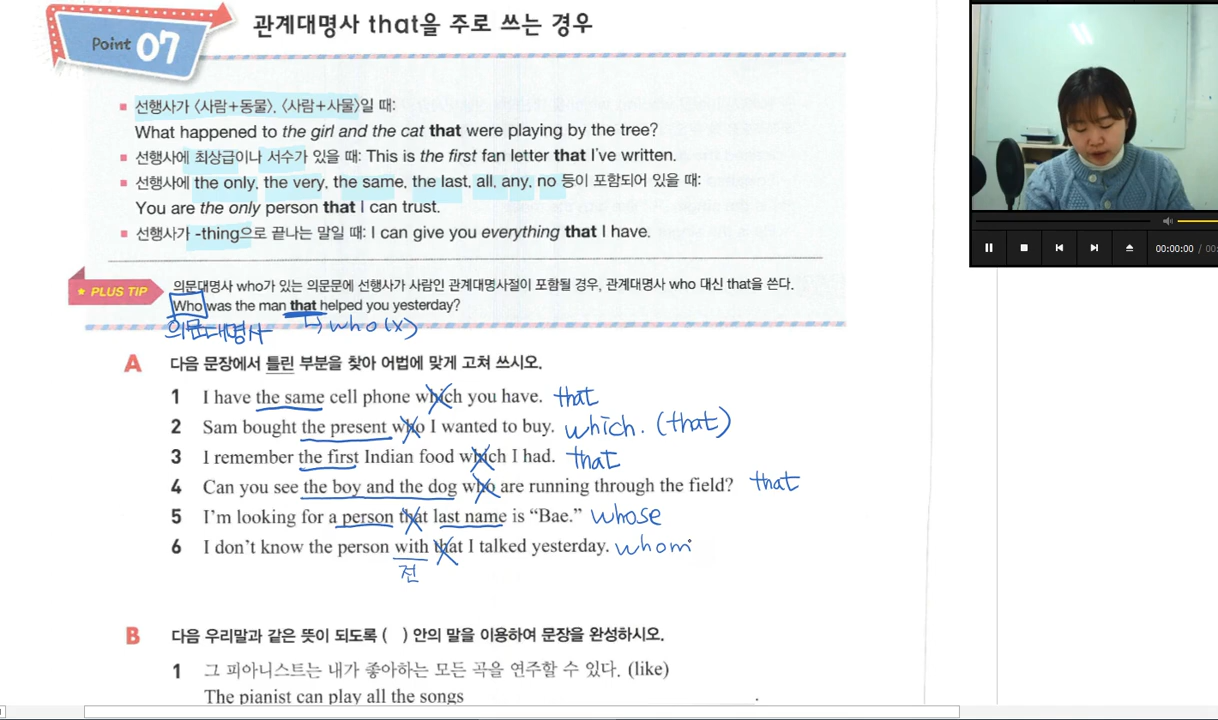 Point 07 관계대명사 that을 주로 쓰는 경우
■ 선행사가 〈사람+동물〉, 〈사람+사물〉일 때:
What happened to the girl and the cat that were playing by the tree?
■ 선행사에 최상급이나 서수가 있을 때: This is the first fan letter that I've written.
■ 선행사에 the only, the very, the same, the last, all, any, no 등이 포함되어 있을 때:
You are the only person that I can trust.
■ 선행사가 -thing으로 끝나는 말일 때: I can give you everything that I have.
★ PLUS TIP 의문대명사 who가 있는 의문문에 선행사가 사람인 관계대명사절이 포함될 경우, 관계대명사 who 대신 that을 쓴다.
Who was the man that helped you yesterday?
의문대명사 ↳ who(x)
A 다음 문장에서 틀린 부분을 찾아 어법에 맞게 고쳐 쓰시오.
1 I have the same cell phone which you have. that
2 Sam bought the present who I wanted to buy. which. (that)
3 I remember the first Indian food which I had. that
4 Can you see the boy and the dog who are running through the field? that
5 I'm looking for a person that last name is “Bae.” whose
6 I don't know the person with that I talked yesterday. whom
전
B 다음 우리말과 같은 뜻이 되도록 ( ) 안의 말을 이용하여 문장을 완성하시오.
1 그 피아니스트는 내가 좋아하는 모든 곡을 연주할 수 있다. (like)
The pianist can play all the songs .
00:00:00 / 00: